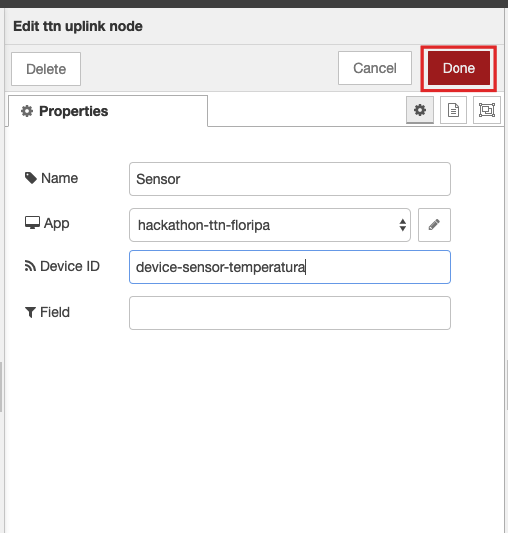 Edit ttn uplink node
Delete
Cancel
Done
Properties
Name
Sensor
App
hackathon-ttn-floripa
Device ID
device-sensor-temperatura
Field